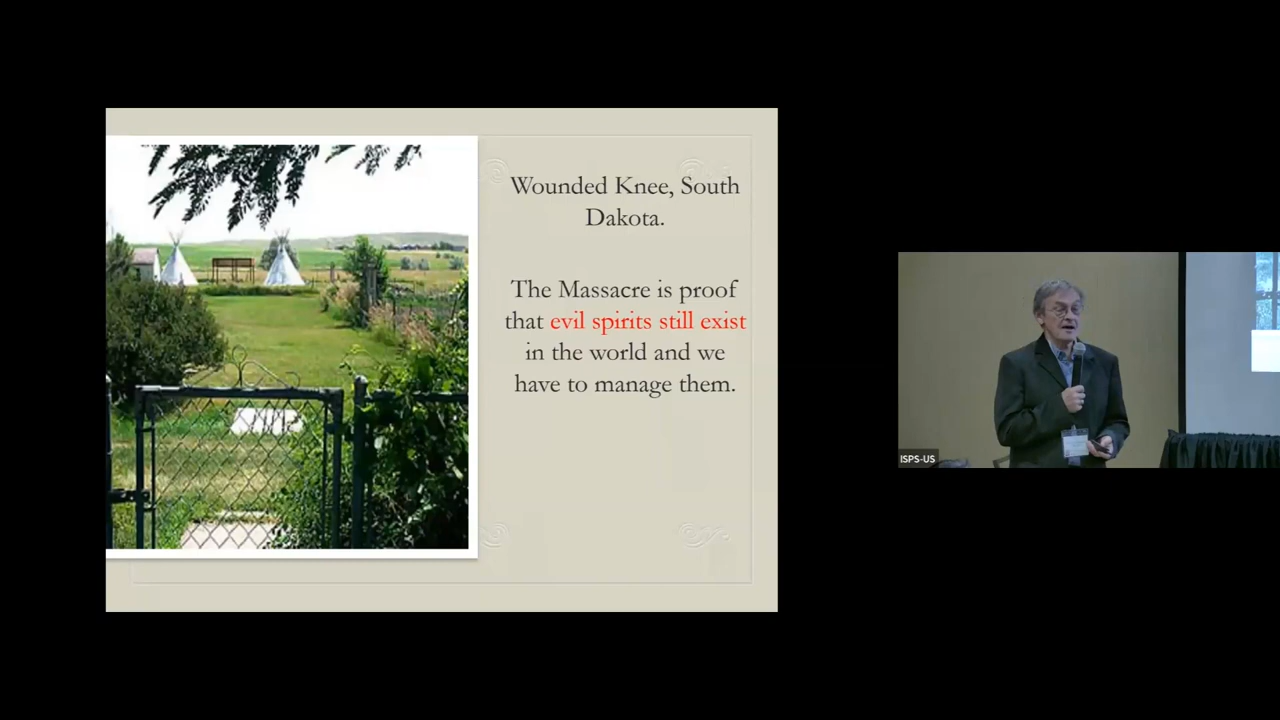 Wounded Knee, South
Dakota.
The Massacre is proof
that evil spirits still exist
in the world and we
have to manage them.
ISPS-US